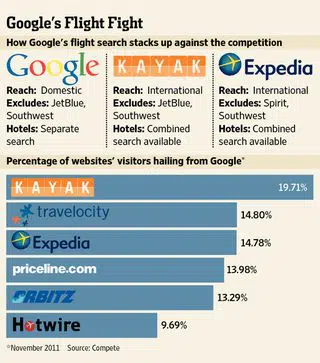 Google's Flight Fight
How Google's flight search stacks up against the competition
Google
Reach: Domestic
Excludes: JetBlue,
Southwest
Hotels: Separate
search
KAYAK
Reach: International
Excludes: JetBlue,
Southwest
Hotels: Combined
search available
Expedia
Reach: International
Excludes: Spirit,
Southwest
Hotels: Combined
search available
Percentage of websites' visitors hailing from Google*
KAYAK 19.71%
travelocity 14.80%
Expedia 14.78%
priceline.com 13.98%
ORBITZ 13.29%
Hotwire 9.69%
*November 2011 Source: Compete